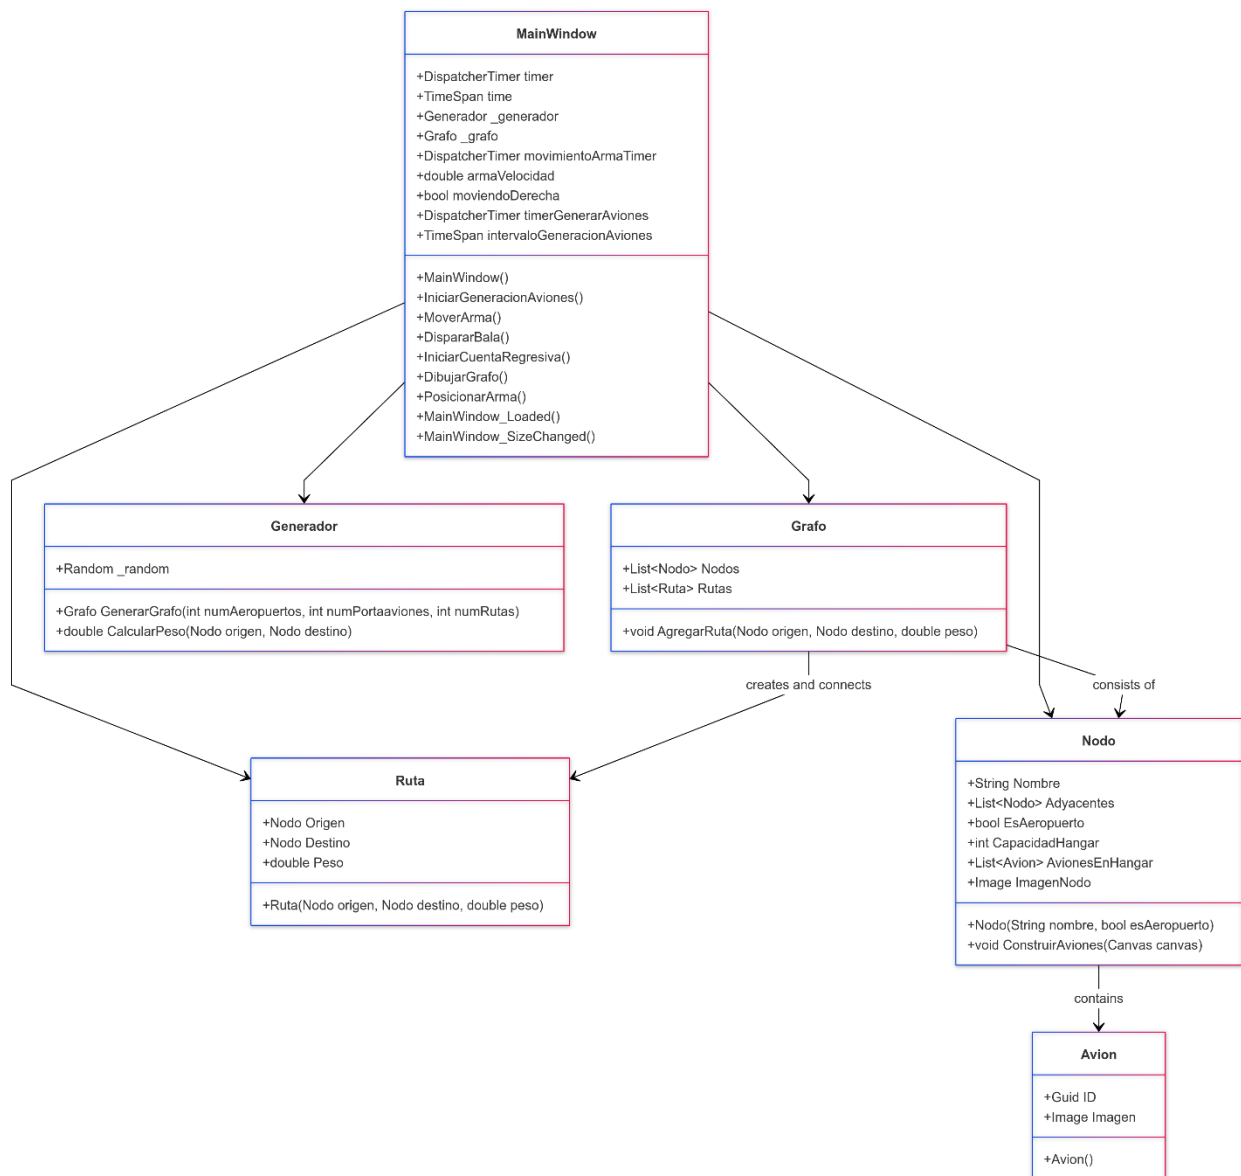 MainWindow
+DispatcherTimer timer
+TimeSpan time
+Generador _generador
+Grafo _grafo
+DispatcherTimer movimientoArmaTimer
+double armaVelocidad
+bool moviendoDerecha
+DispatcherTimer timerGenerarAviones
+TimeSpan intervaloGeneracionAviones
+MainWindow()
+IniciarGeneracionAviones()
+MoverArma()
+DispararBala()
+IniciarCuentaRegresiva()
+DibujarGrafo()
+PosicionarArma()
+MainWindow_Loaded()
+MainWindow_SizeChanged()
Generador
+Random _random
+Grafo GenerarGrafo(int numAeropuertos, int numPortaaviones, int numRutas)
+double CalcularPeso(Nodo origen, Nodo destino)
Grafo
+List<Nodo> Nodos
+List<Ruta> Rutas
+void AgregarRuta(Nodo origen, Nodo destino, double peso)
creates and connects
consists of
Ruta
+Nodo Origen
+Nodo Destino
+double Peso
+Ruta(Nodo origen, Nodo destino, double peso)
Nodo
+String Nombre
+List<Nodo> Adyacentes
+bool EsAeropuerto
+int CapacidadHangar
+List<Avion> AvionesEnHangar
+Image ImagenNodo
+Nodo(String nombre, bool esAeropuerto)
+void ConstruirAviones(Canvas canvas)
contains
Avion
+Guid ID
+Image Imagen
+Avion()